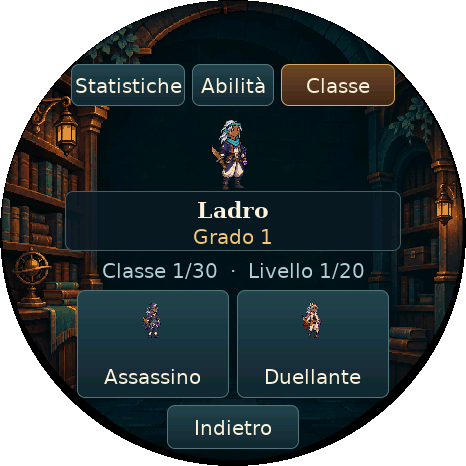 Statistiche Abilità Classe
Ladro
Grado 1
Classe 1/30 · Livello 1/20
Assassino Duellante
Indietro